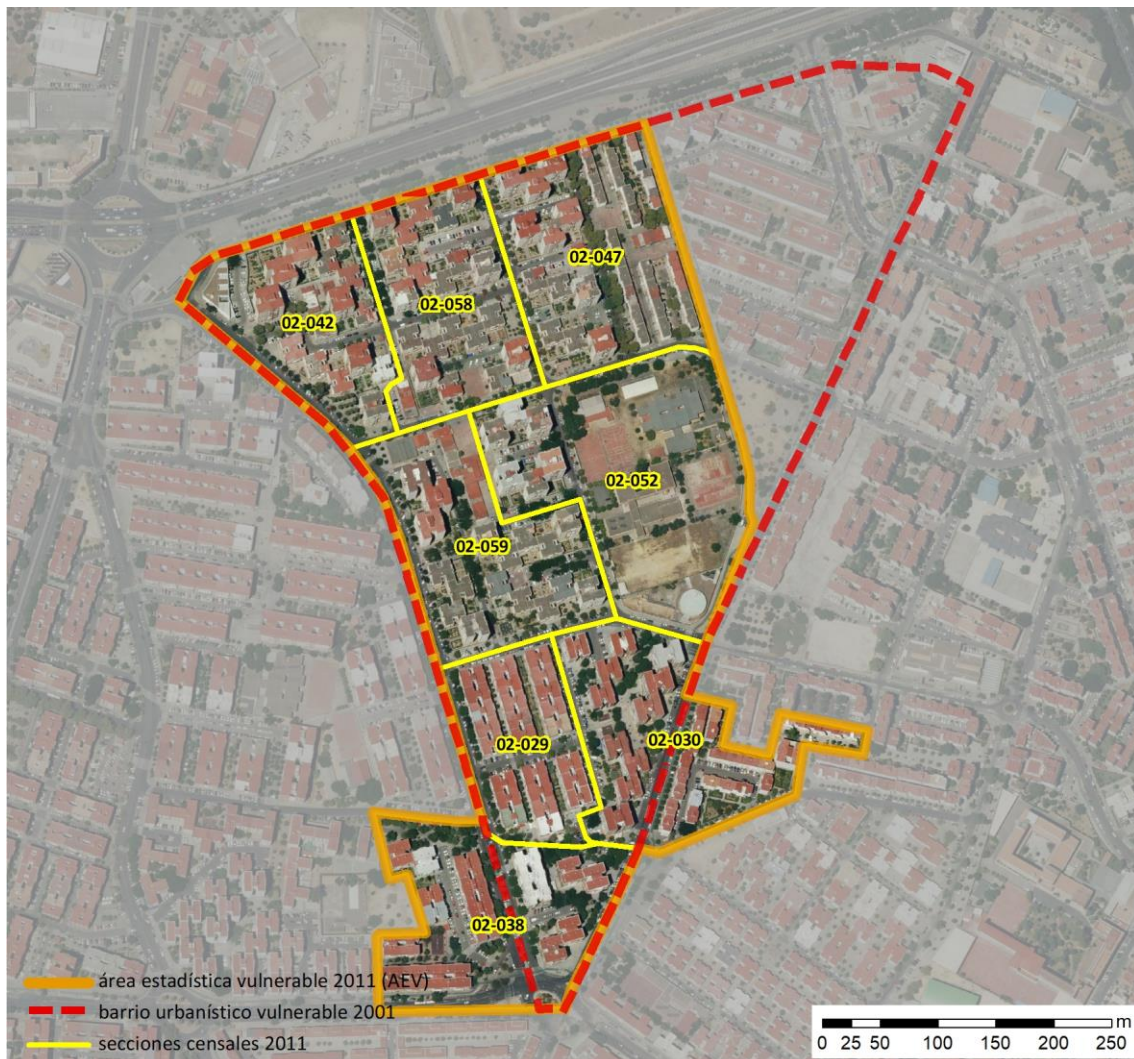 02-047
02-058
02-042
02-052
02-059
02-030
02-029
02-038
área estadística vulnerable 2011 (AEV)
barrio urbanístico vulnerable 2001
secciones censales 2011
m
0 25 50 100 150 200 250